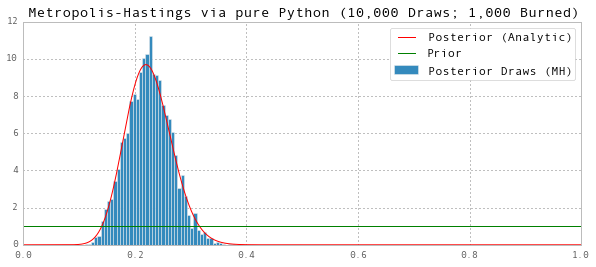 Metropolis-Hastings via pure Python (10,000 Draws; 1,000 Burned)
12
10
8
6
4
2
0
Posterior (Analytic)
Prior
Posterior Draws (MH)
0.0 0.2 0.4 0.6 0.8 1.0